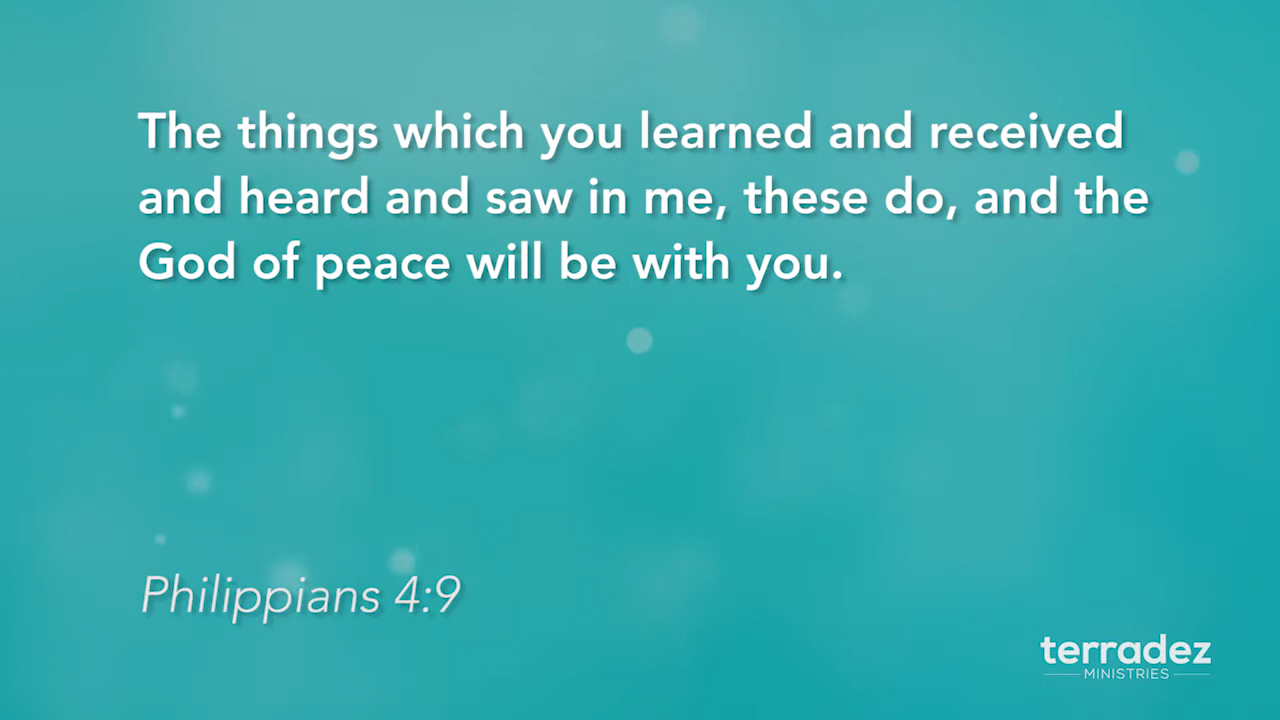 The things which you learned and received
and heard and saw in me, these do, and the
God of peace will be with you.
Philippians 4:9
terradez
MINISTRIES